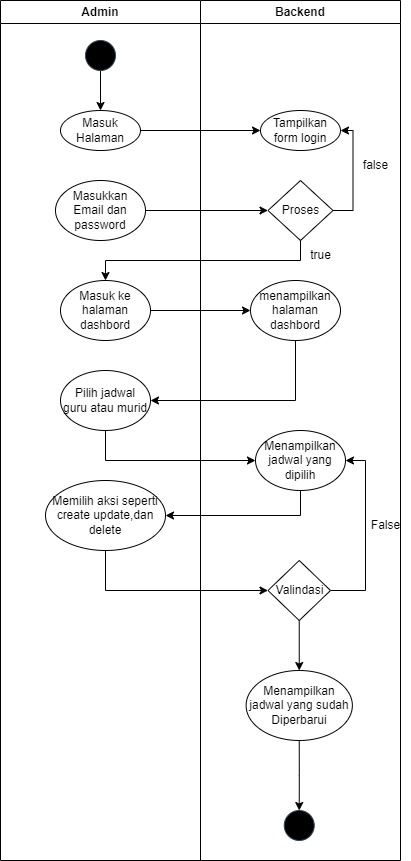 Admin
Backend
Masuk
Halaman
Tampilkan
form login
false
Masukkan
Email dan
password
Proses
true
Masuk ke
halaman
dashbord
menampilkan
halaman
dashbord
Pilih jadwal
guru atau murid
Menampilkan
jadwal yang
dipilih
Memilih aksi seperti
create update,dan
delete
False
Valindasi
Menampilkan
jadwal yang sudah
Diperbarui